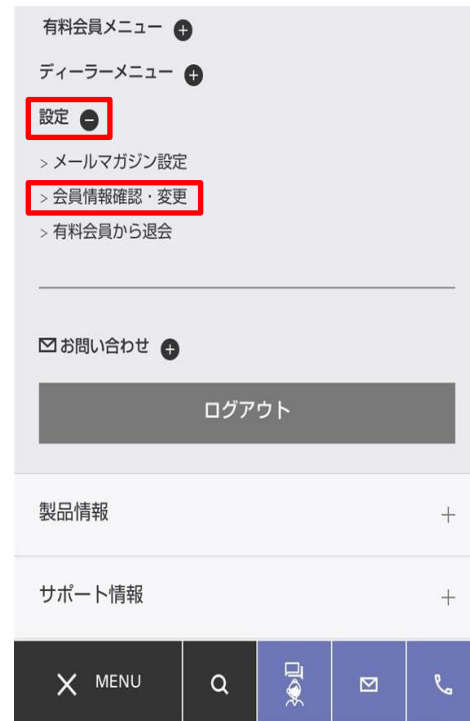 有料会員メニュー
ディーラーメニュー
設定
> メールマガジン設定
> 会員情報確認・変更
> 有料会員から退会
お問い合わせ
ログアウト
製品情報
サポート情報
MENU